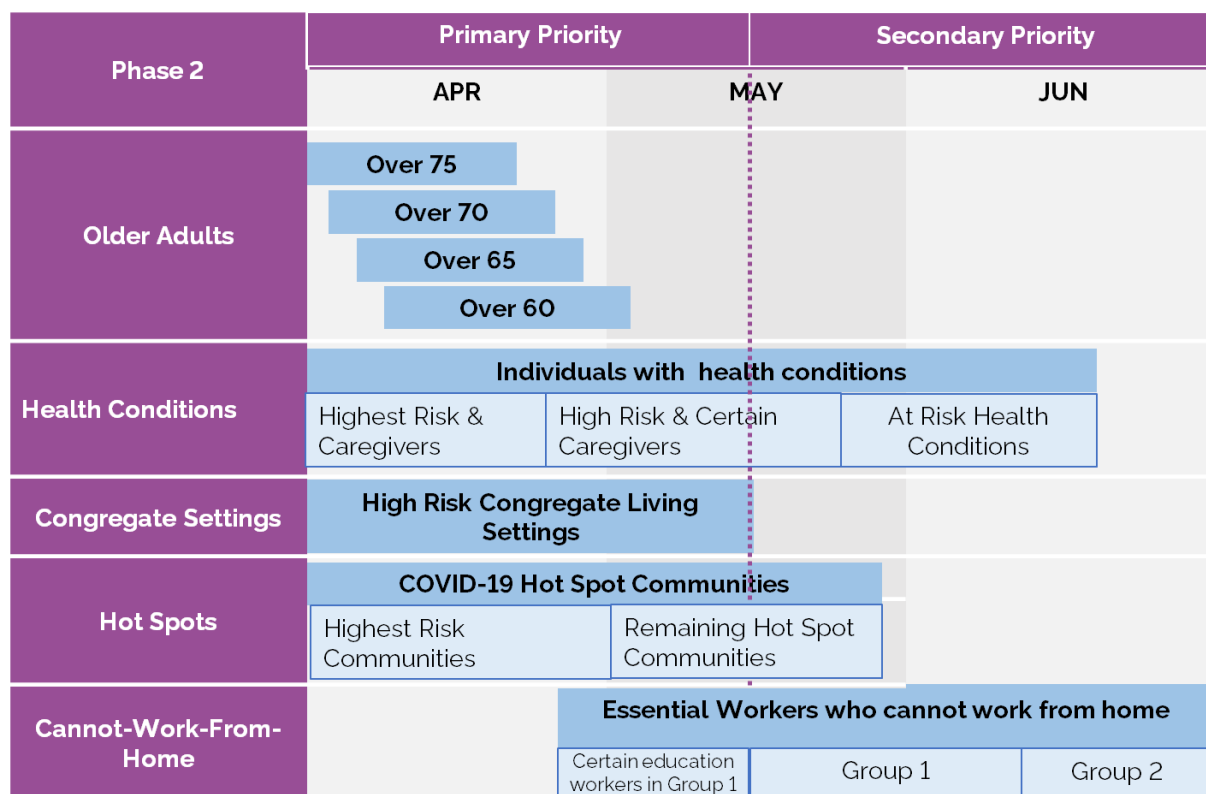 Phase 2
Primary Priority
Secondary Priority
APR
MAY
JUN
Older Adults
Over 75
Over 70
Over 65
Over 60
Health Conditions
Individuals with health conditions
Highest Risk &
Caregivers
High Risk & Certain
Caregivers
At Risk Health
Conditions
Congregate Settings
High Risk Congregate Living
Settings
Hot Spots
COVID-19 Hot Spot Communities
Highest Risk
Communities
Remaining Hot Spot
Communities
Cannot-Work-From-
Home
Essential Workers who cannot work from home
Certain education
workers in Group 1
Group 1
Group 2